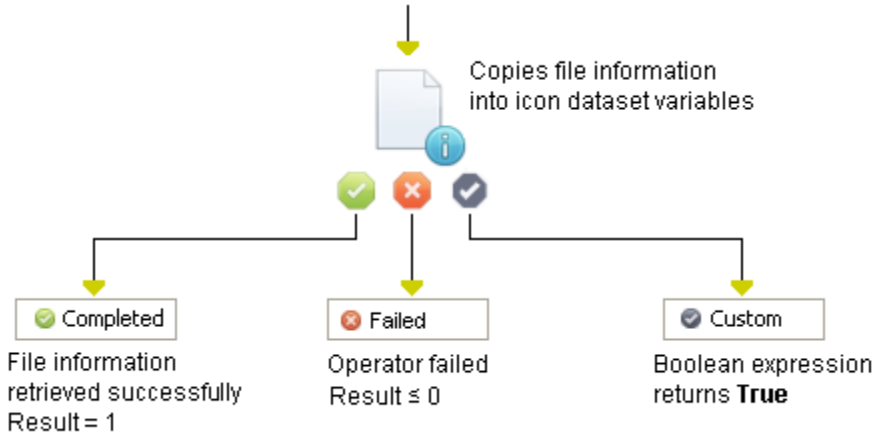 Copies file information
into icon dataset variables
Completed
Failed
Custom
File information
retrieved successfully
Result = 1
Operator failed
Result ≤ 0
Boolean expression
returns True